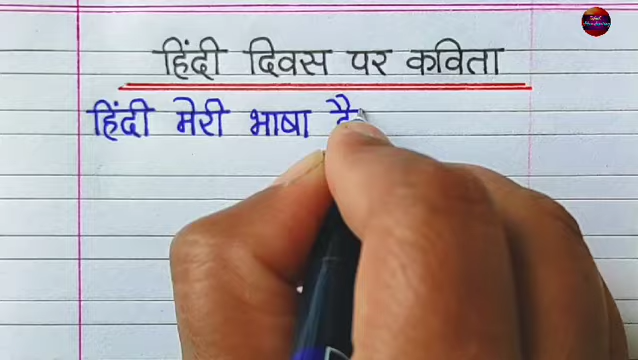 हिंदी दिवस पर कविता
हिंदी मेरी भाषा है